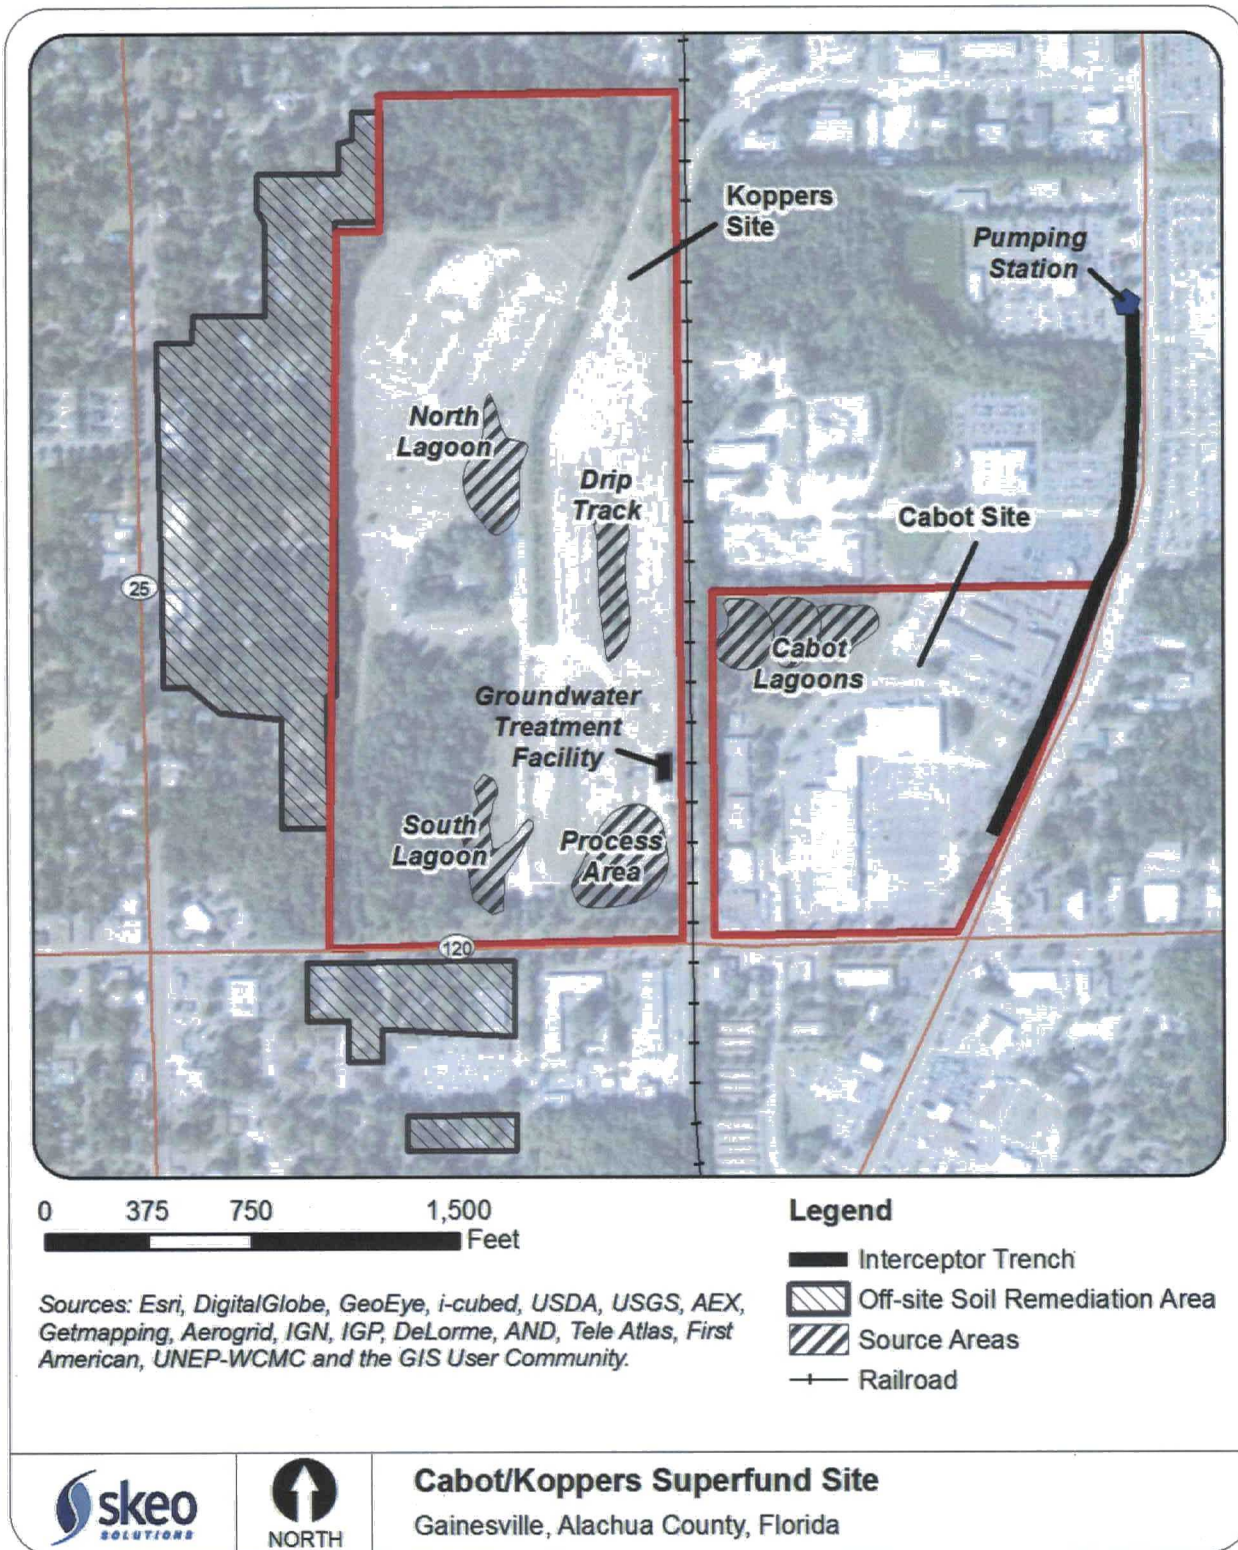 Koppers
Site
Pumping
Station
North
Lagoon
Drip
Track
Cabot Site
25
Cabot
Lagoons
Groundwater
Treatment
Facility
South
Lagoon
Process
Area
120
0 375 750 1,500
Feet
Legend
Interceptor Trench
Off-site Soil Remediation Area
Source Areas
Railroad
Sources: Esri, DigitalGlobe, GeoEye, i-cubed, USDA, USGS, AEX,
Getmapping, Aerogrid, IGN, IGP, DeLorme, AND, Tele Atlas, First
American, UNEP-WCMC and the GIS User Community.
skeo
SOLUTIONS
NORTH
Cabot/Koppers Superfund Site
Gainesville, Alachua County, Florida